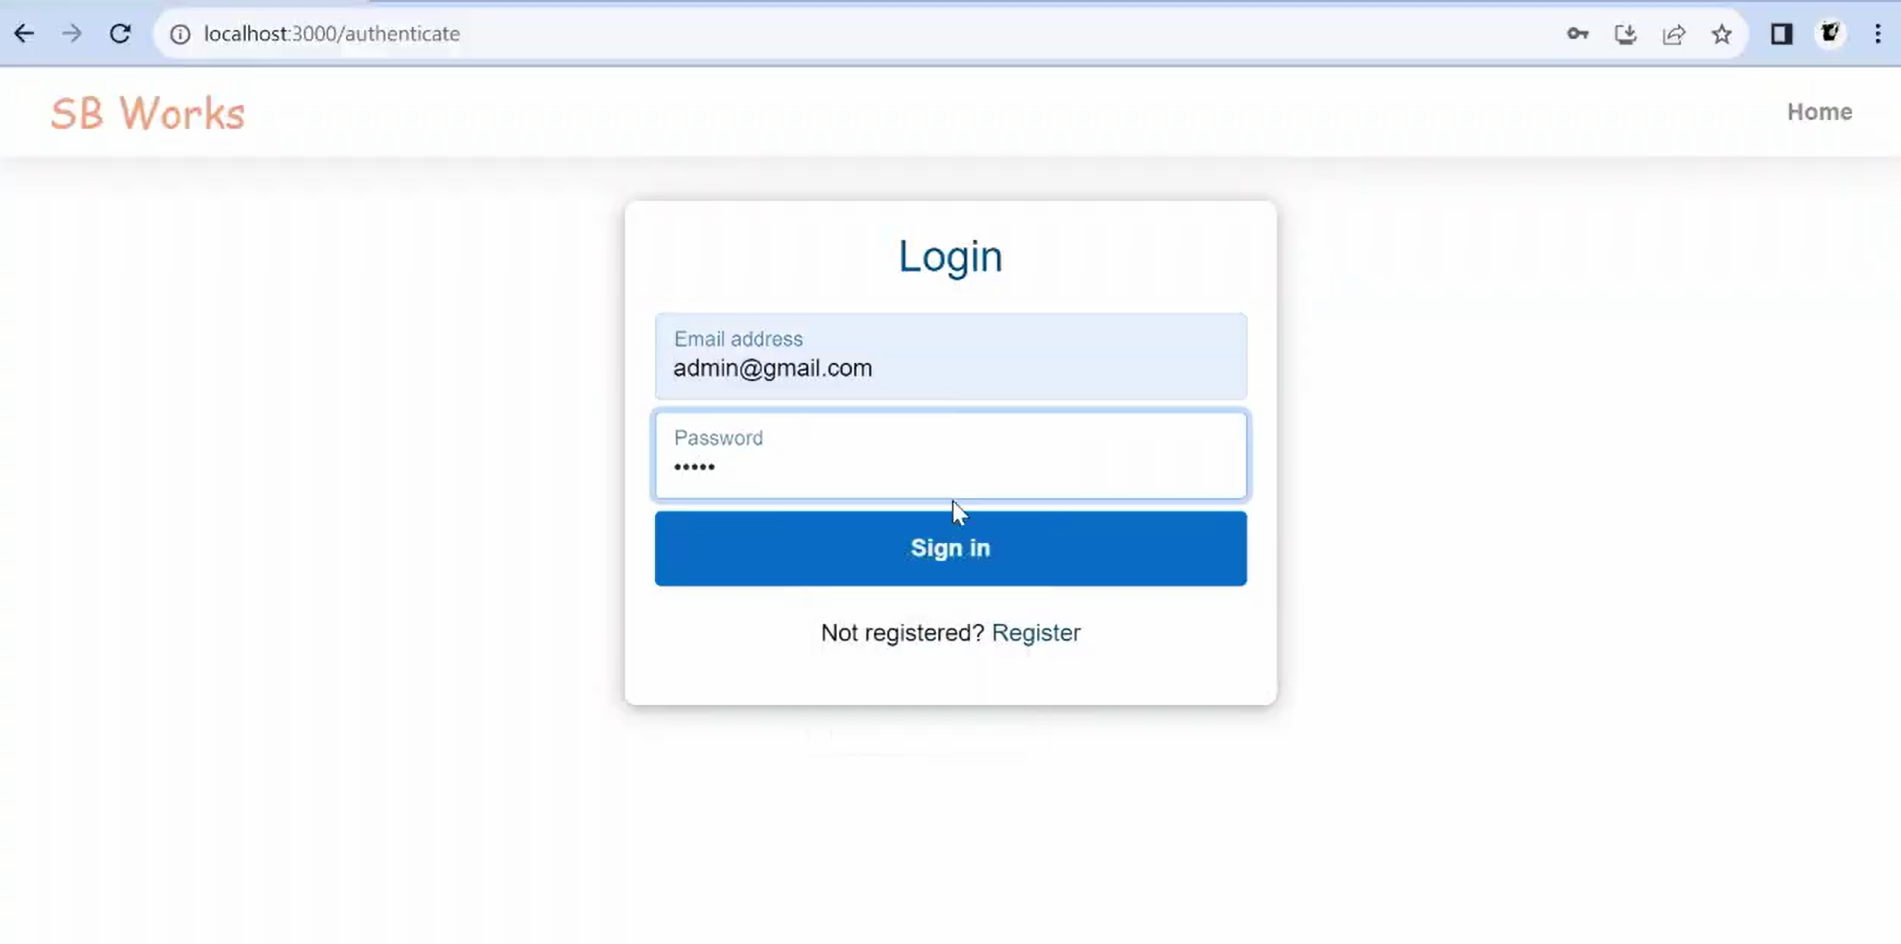 localhost:3000/authenticate
SB Works
Home
Login
Email address
admin@gmail.com
Password
•••••
Sign in
Not registered? Register